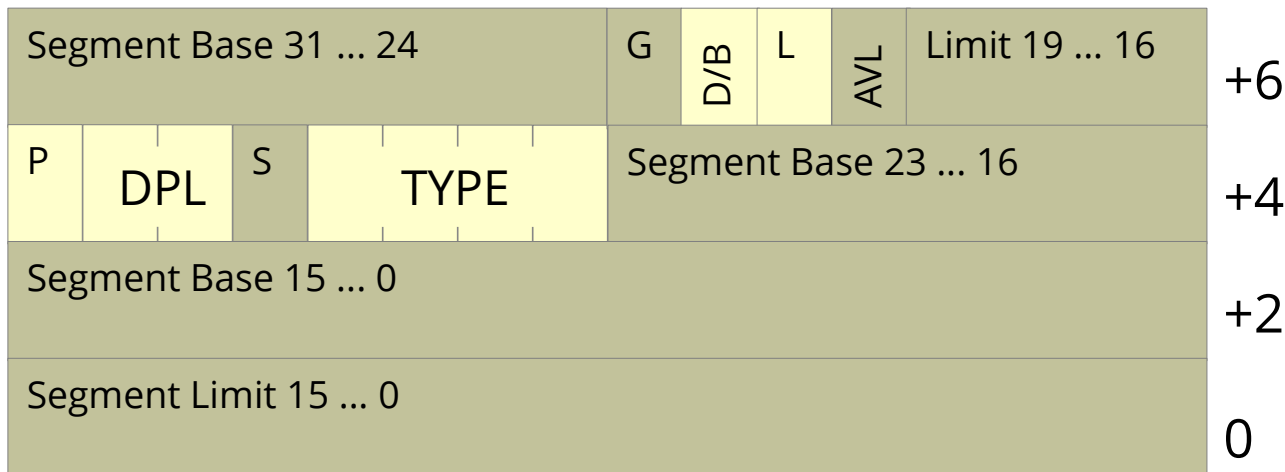 Segment Base 31 ... 24 G D/B L AVL Limit 19 ... 16 +6
P DPL S TYPE Segment Base 23 ... 16 +4
Segment Base 15 ... 0 +2
Segment Limit 15 ... 0 0